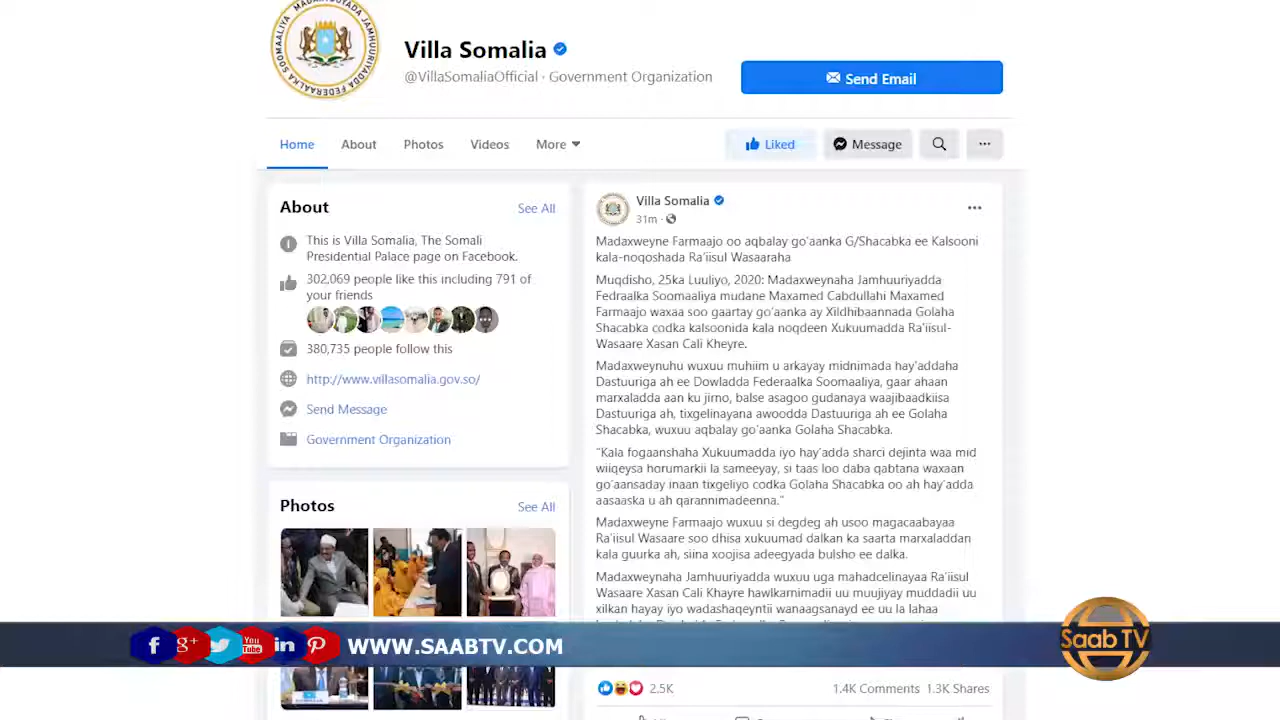 MADAXTOOYADA JAMHUURIYADDA FEDERAALKA SOOMAALIYA
Villa Somalia
@VillaSomaliaOfficial · Government Organization
Send Email
Home
About
Photos
Videos
More
Liked
Message
About
See All
This is Villa Somalia, The Somali
Presidential Palace page on Facebook.
302,069 people like this including 791 of
your friends
380,735 people follow this
http://www.villasomalia.gov.so/
Send Message
Government Organization
Photos
See All
Villa Somalia
31m ·
Madaxweyne Farmaajo oo aqbalay go'aanka G/Shacabka ee Kalsooni
kala-noqoshada Ra'iisul Wasaaraha
Muqdisho, 25ka Luuliyo, 2020: Madaxweynaha Jamhuuriyadda
Fedraalka Soomaaliya mudane Maxamed Cabdullahi Maxamed
Farmaajo waxaa soo gaartay go'aanka ay Xildhibaannada Golaha
Shacabka codka kalsoonida kala noqdeen Xukuumadda Ra'iisul-
Wasaare Xasan Cali Kheyre.
Madaxweynuhu wuxuu muhiim u arkayay midnimada hay'addaha
Dastuuriga ah ee Dowladda Federaalka Soomaaliya, gaar ahaan
marxaladda aan ku jirno, balse asagoo gudanaya waajibaadkiisa
Dastuuriga ah, tixgelinayana awoodda Dastuuriga ah ee Golaha
Shacabka, wuxuu aqbalay go'aanka Golaha Shacabka.
"Kala fogaanshaha Xukuumadda iyo hay'adda sharci dejinta waa mid
wiiqeysa horumarkii la sameeyay, si taas loo daba qabtana waxaan
go'aansaday inaan tixgeliyo codka Golaha Shacabka oo ah hay'adda
aasaaska u ah qarannimadeenna."
Madaxweyne Farmaajo wuxuu si degdeg ah usoo magacaabayaa
Ra'iisul Wasaare soo dhisa xukuumad dalkan ka saarta marxaladdan
kala guurka ah, siina xoojisa adeegyada bulsho ee dalka.
Madaxweynaha Jamhuuriyadda wuxuu uga mahadcelinayaa Ra'iisul
Wasaare Xasan Cali Khayre hawlkarnimadii uu muujiyay muddadii uu
xilkan hayay iyo wadashaqeyntii wanaagsanayd ee uu la lahaa
f g+ You Tube in
WWW.SAABTV.COM
Saab TV
2.5K
1.4K Comments 1.3K Shares